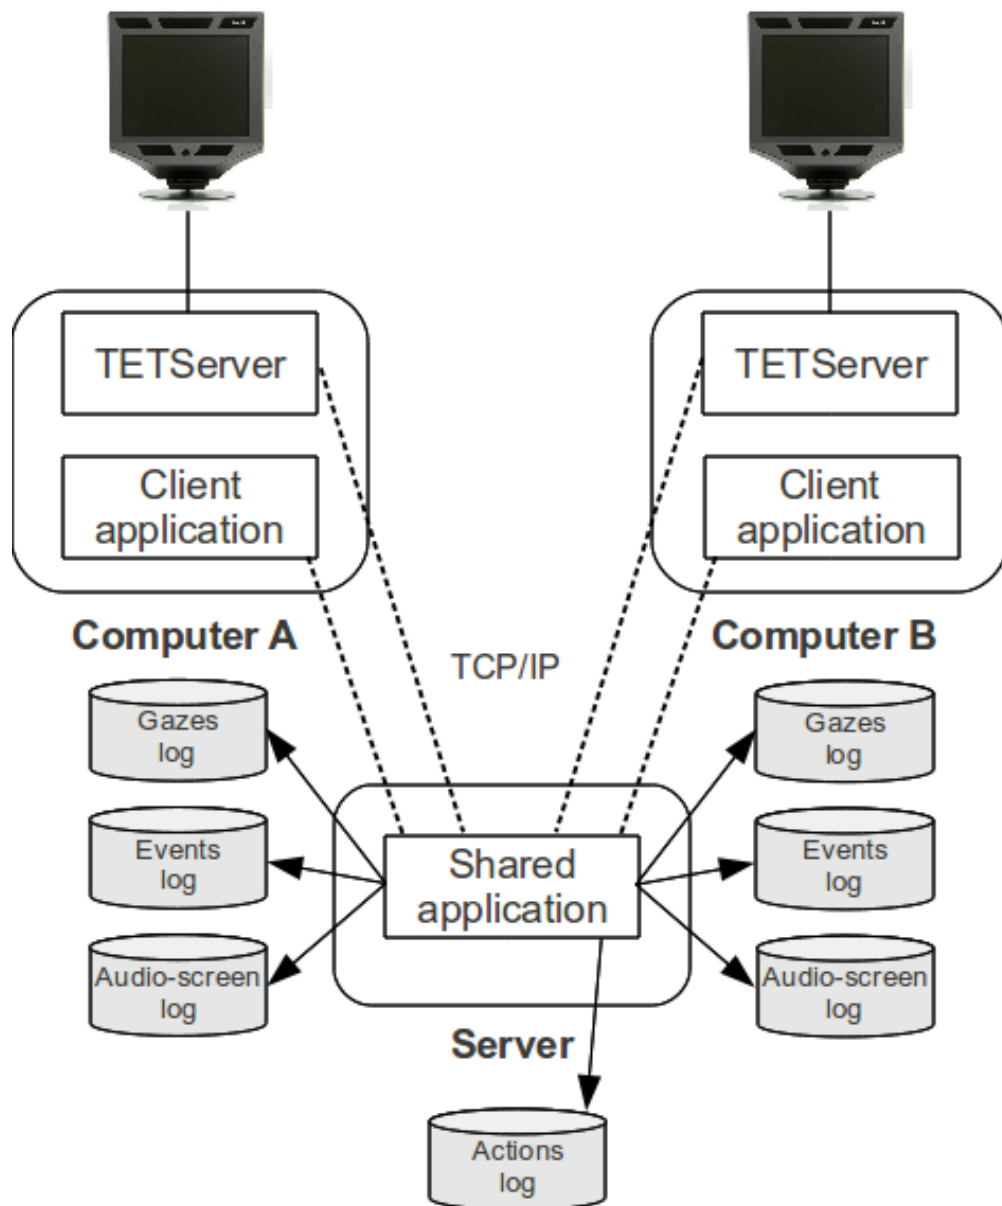 TETServer
TETServer
Client
application
Client
application
Computer A
Computer B
TCP/IP
Gazes
log
Gazes
log
Events
log
Shared
application
Events
log
Audio-screen
log
Audio-screen
log
Server
Actions
log